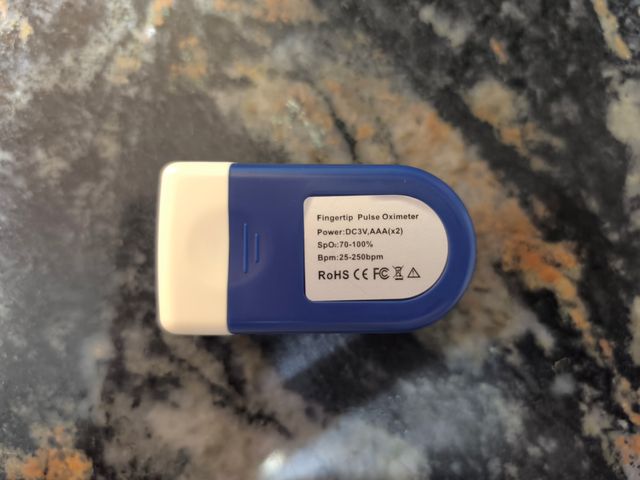 Fingertip Pulse Oximeter
Power:DC3V,AAA(x2)
SpO₂:70-100%
Bpm:25-250bpm
RoHS CE FC